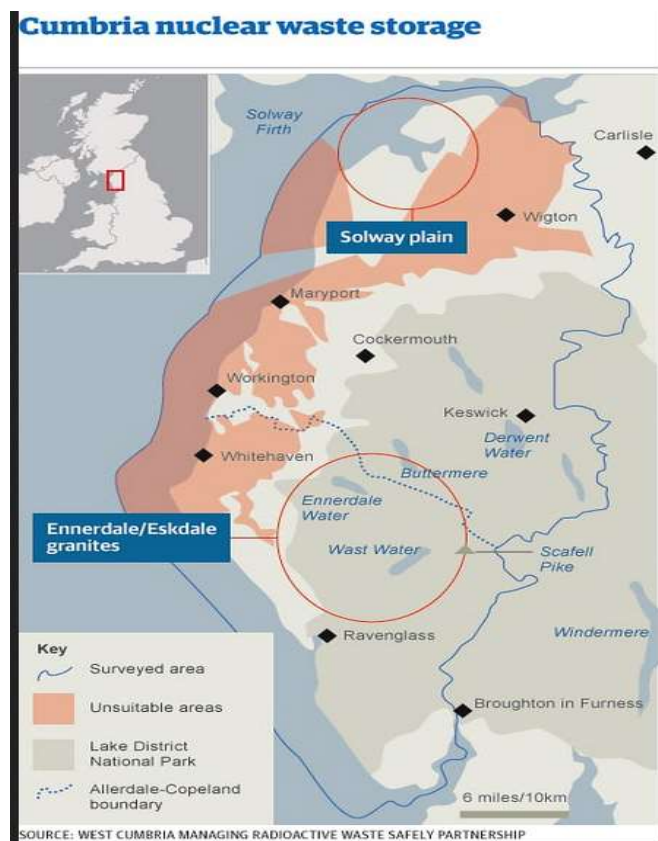 Cumbria nuclear waste storage
Solway
Firth
Carlisle
Wigton
Solway plain
Maryport
Cockermouth
Workington
Keswick
Derwent
Water
Whitehaven
Buttermere
Ennerdale
Water
Ennerdale/Eskdale
granites
Wast Water
Scafell
Pike
Ravenglass
Windermere
Key
Surveyed area
Unsuitable areas
Lake District
National Park
Allerdale-Copeland
boundary
Broughton in Furness
6 miles/10km
SOURCE: WEST CUMBRIA MANAGING RADIOACTIVE WASTE SAFELY PARTNERSHIP